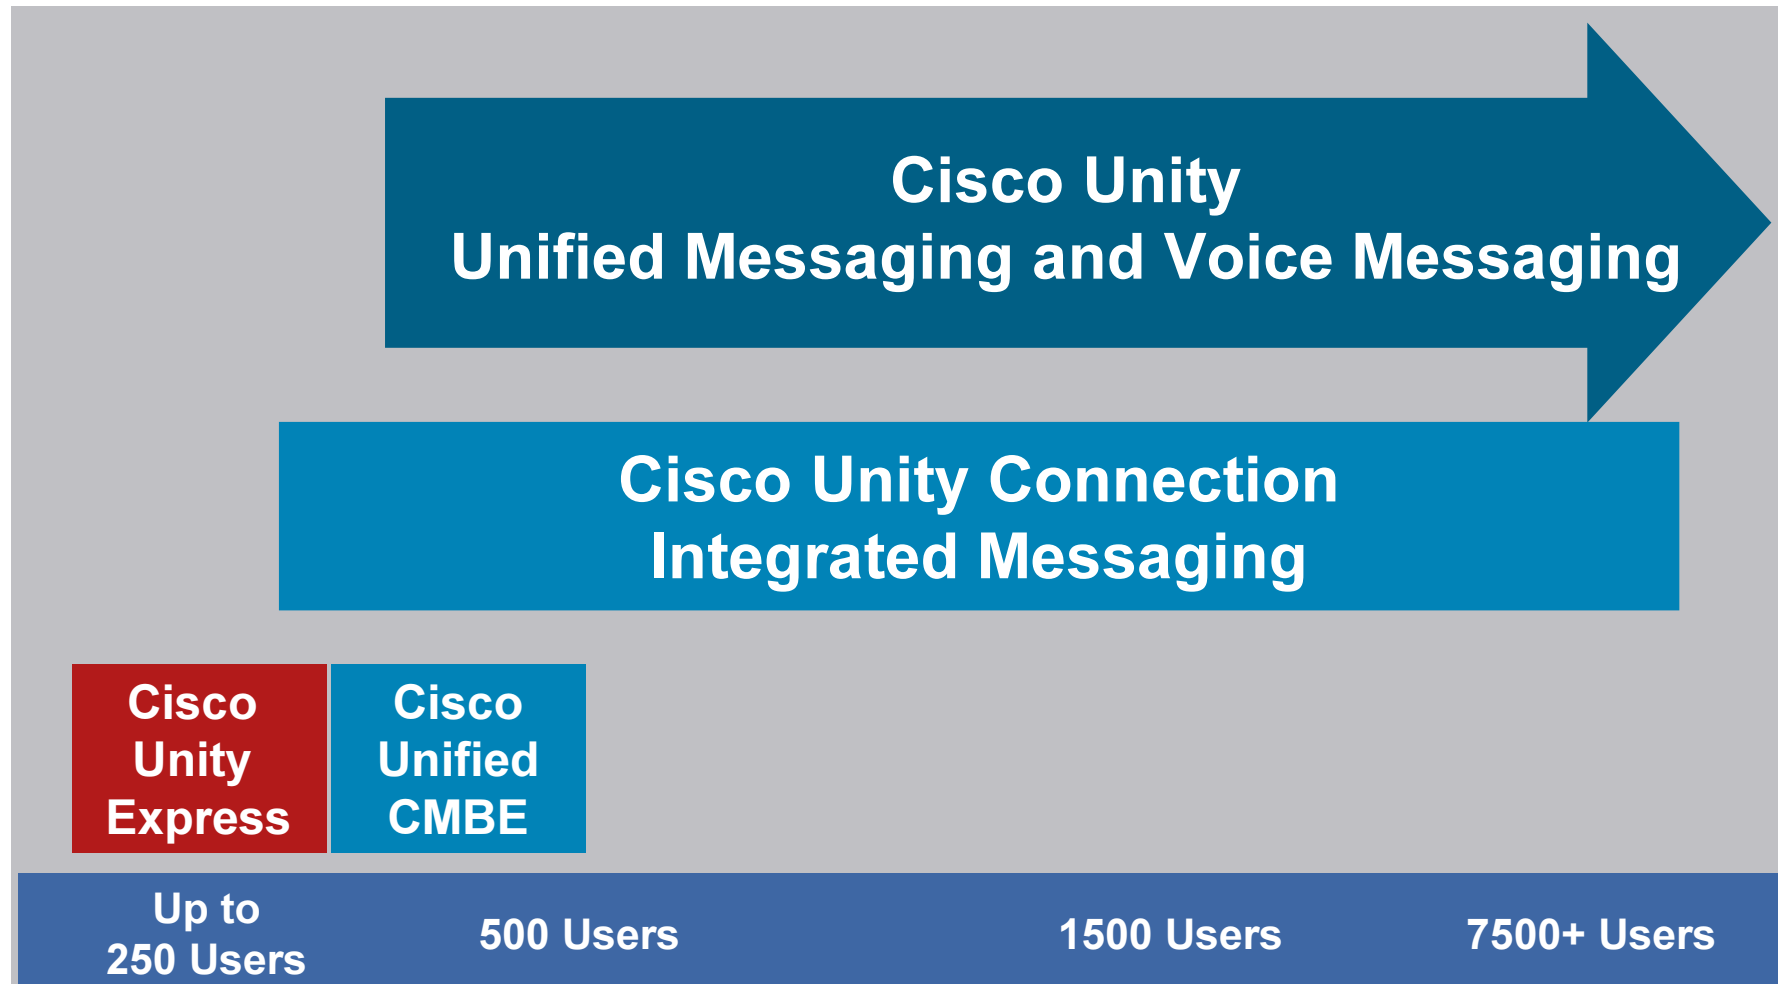 Cisco Unity
Unified Messaging and Voice Messaging
Cisco Unity Connection
Integrated Messaging
Cisco
Unity
Express
Cisco
Unified
CMBE
Up to
250 Users
500 Users
1500 Users
7500+ Users